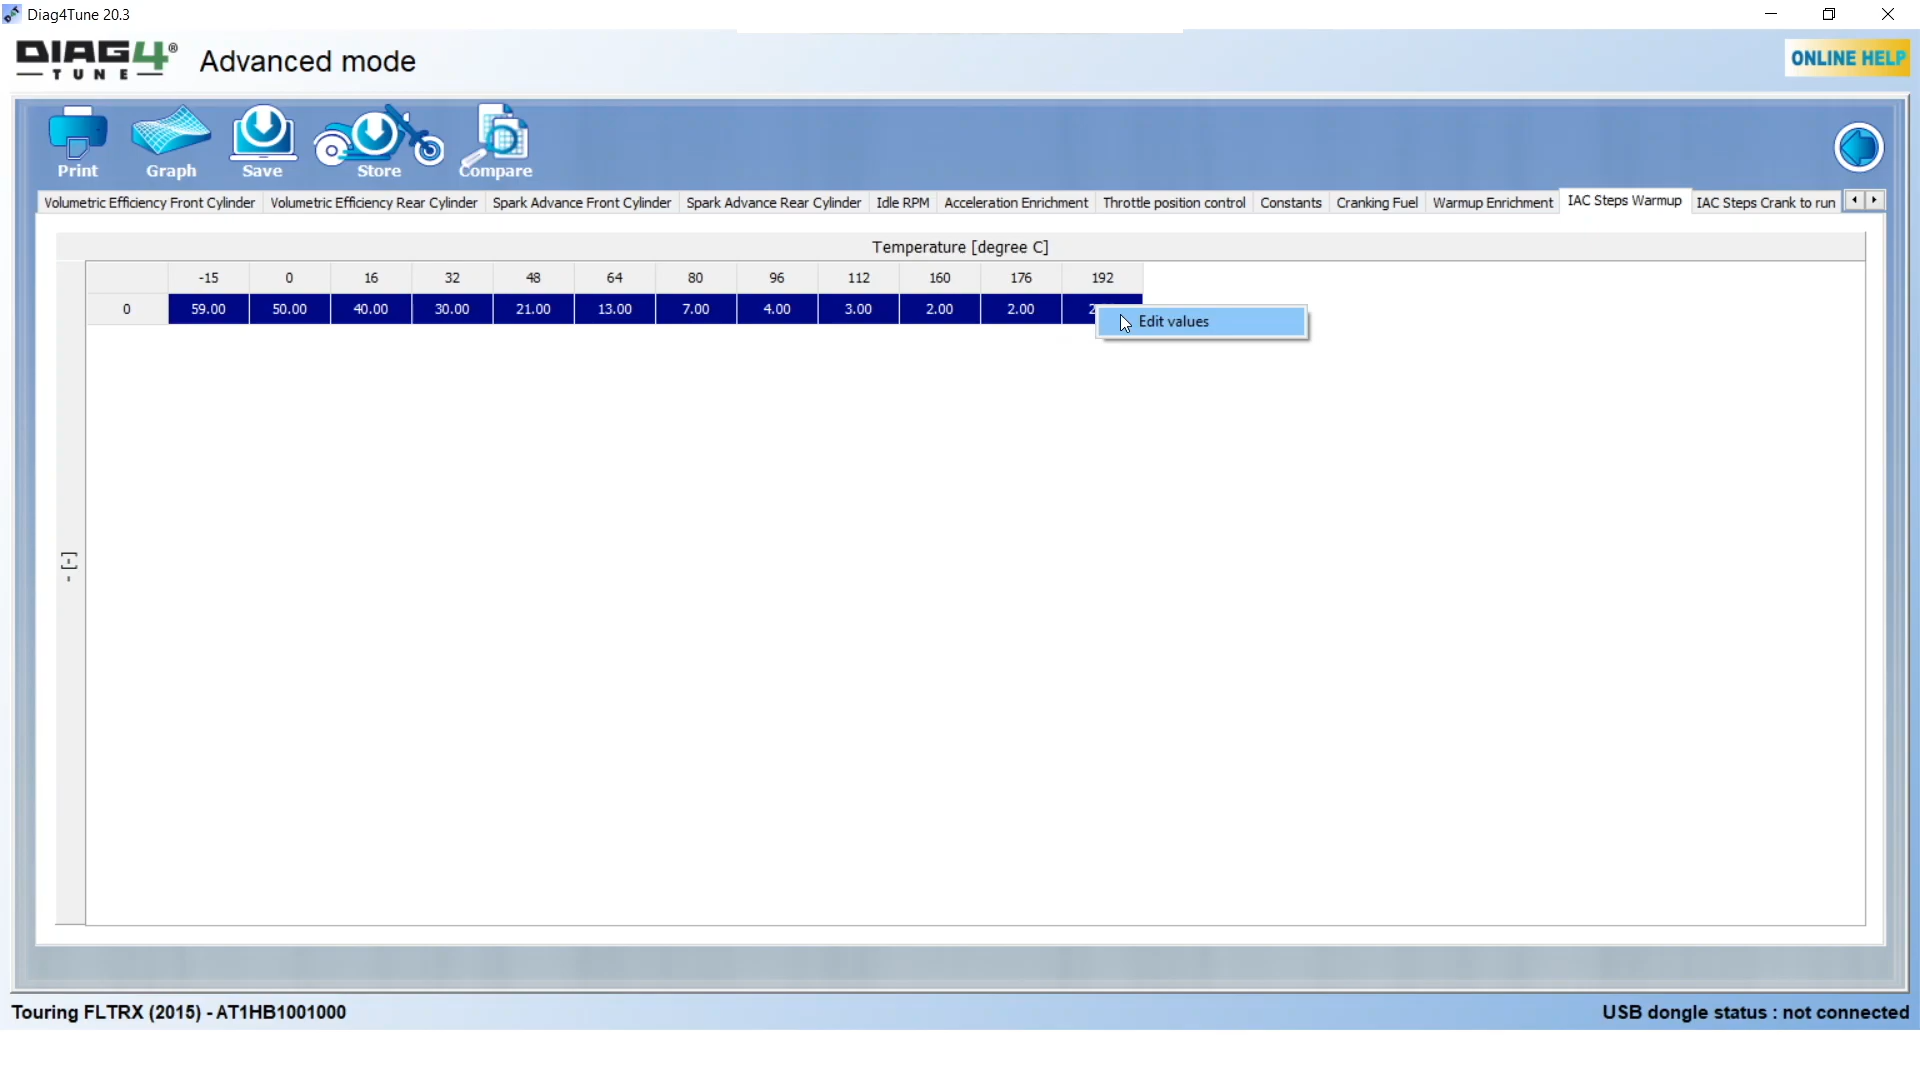 Diag4Tune 20.3
DIAG4®
TUNE
Advanced mode
ONLINE HELP
Print Graph Save Store Compare
Volumetric Efficiency Front Cylinder Volumetric Efficiency Rear Cylinder Spark Advance Front Cylinder Spark Advance Rear Cylinder Idle RPM Acceleration Enrichment Throttle position control Constants Cranking Fuel Warmup Enrichment IAC Steps Warmup IAC Steps Crank to run
Temperature [degree C]
-15 0 16 32 48 64 80 96 112 160 176 192
0 59.00 50.00 40.00 30.00 21.00 13.00 7.00 4.00 3.00 2.00 2.00
Edit values
- [-]
Touring FLTRX (2015) - AT1HB1001000
USB dongle status : not connected